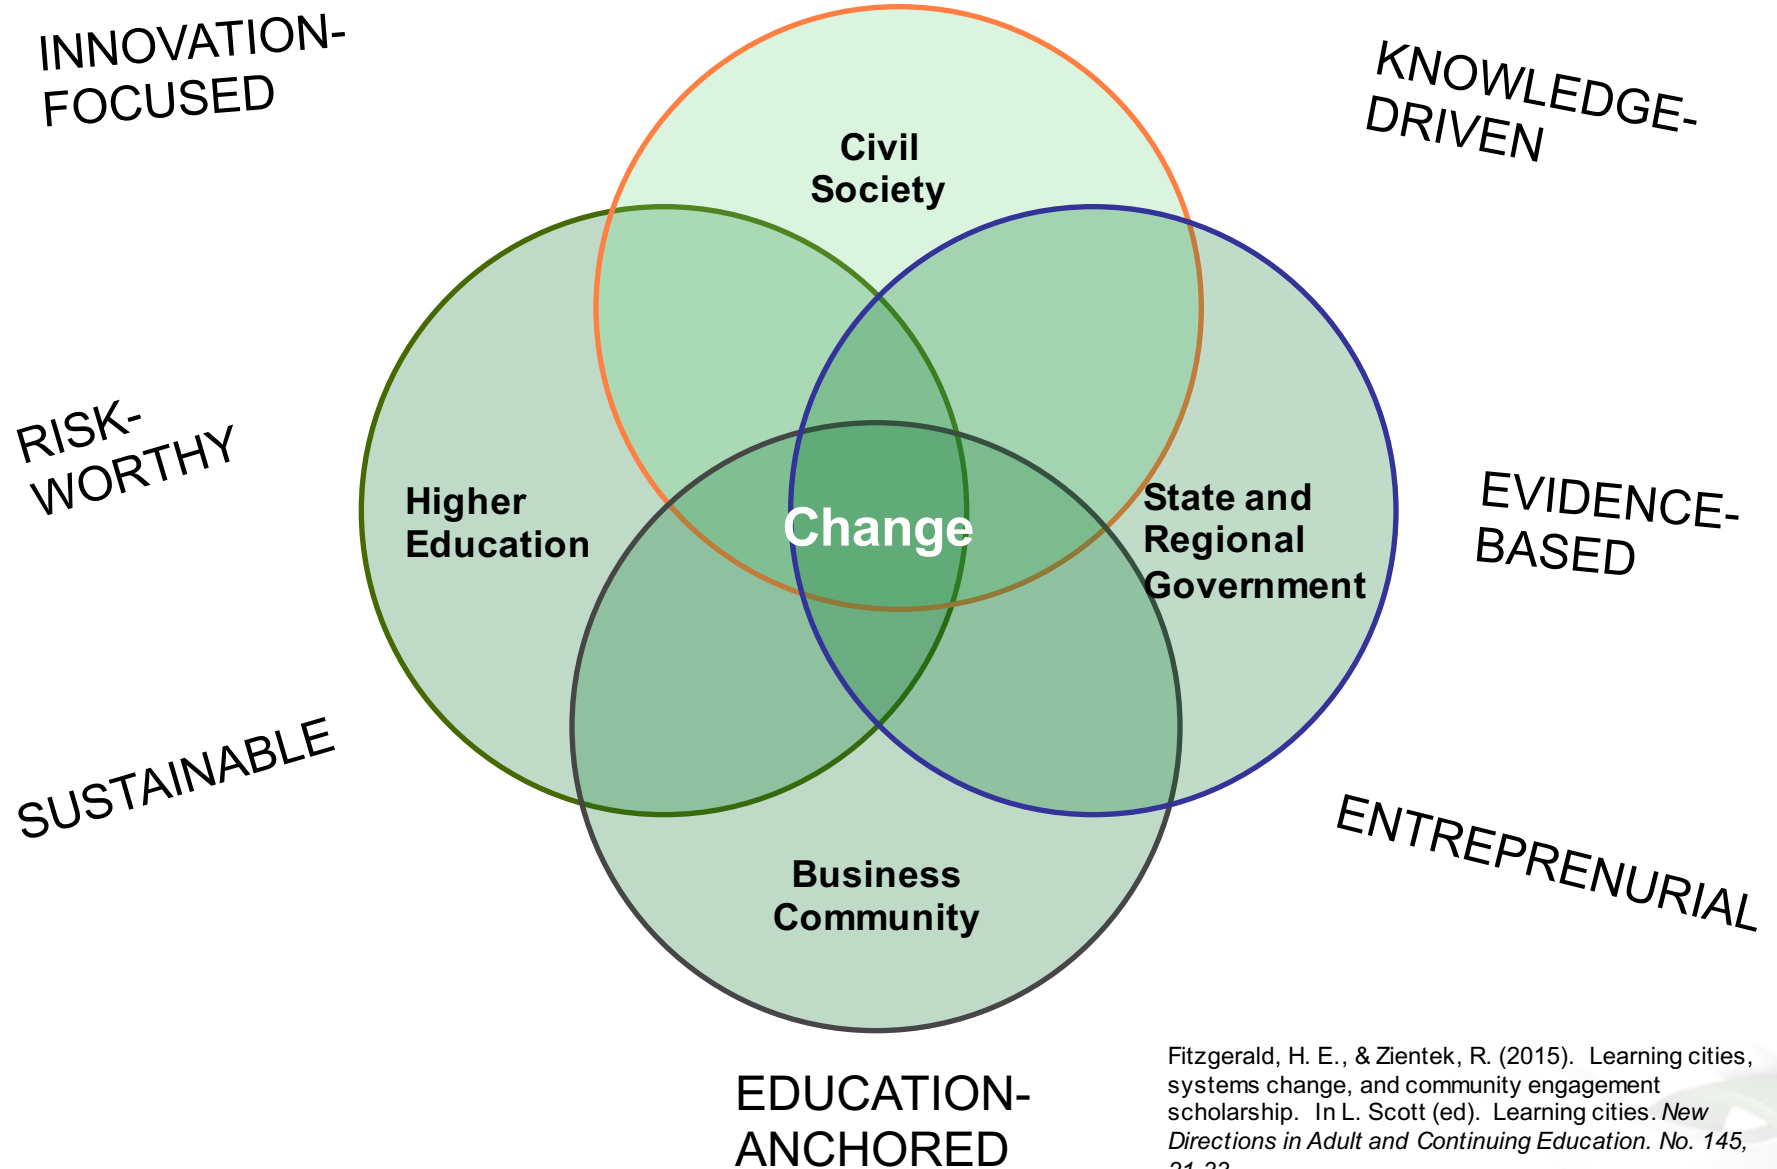 INNOVATION-
FOCUSED
KNOWLEDGE-
DRIVEN
Civil
Society
RISK-
WORTHY
Higher
Education
Change
State and
Regional
Government
EVIDENCE-
BASED
SUSTAINABLE
ENTREPRENURIAL
Business
Community
EDUCATION-
ANCHORED
Fitzgerald, H. E., & Zientek, R. (2015). Learning cities,
systems change, and community engagement
scholarship. In L. Scott (ed). Learning cities. New
Directions in Adult and Continuing Education. No. 145,